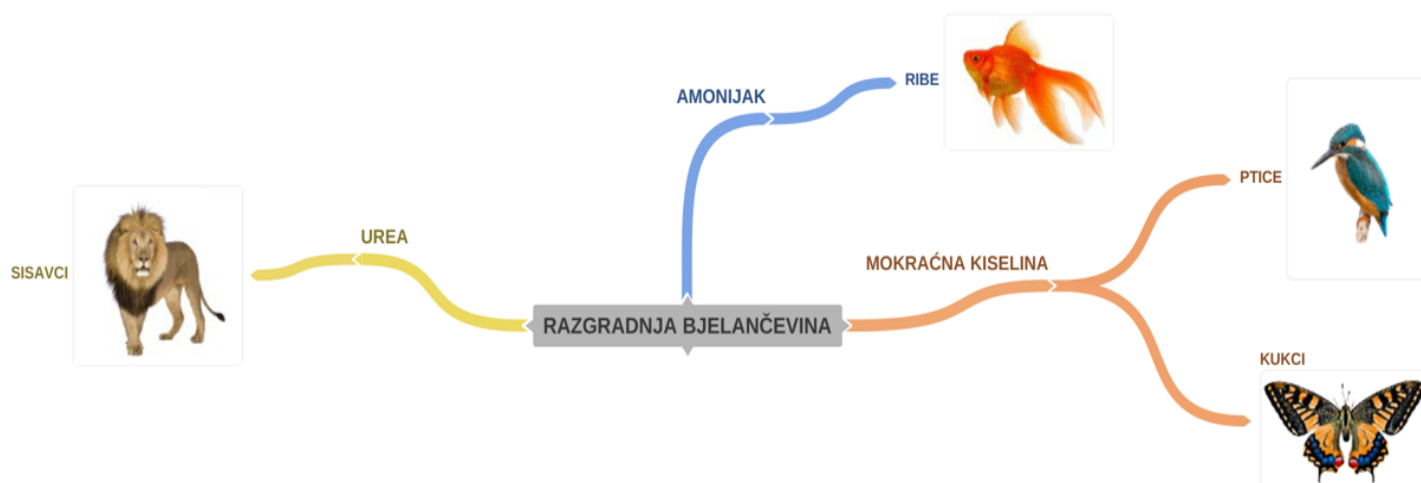 RAZGRADNJA BJELANČEVINA
UREA
SISAVCI
AMONIJAK
RIBE
MOKRAĆNA KISELINA
PTICE
KUKCI